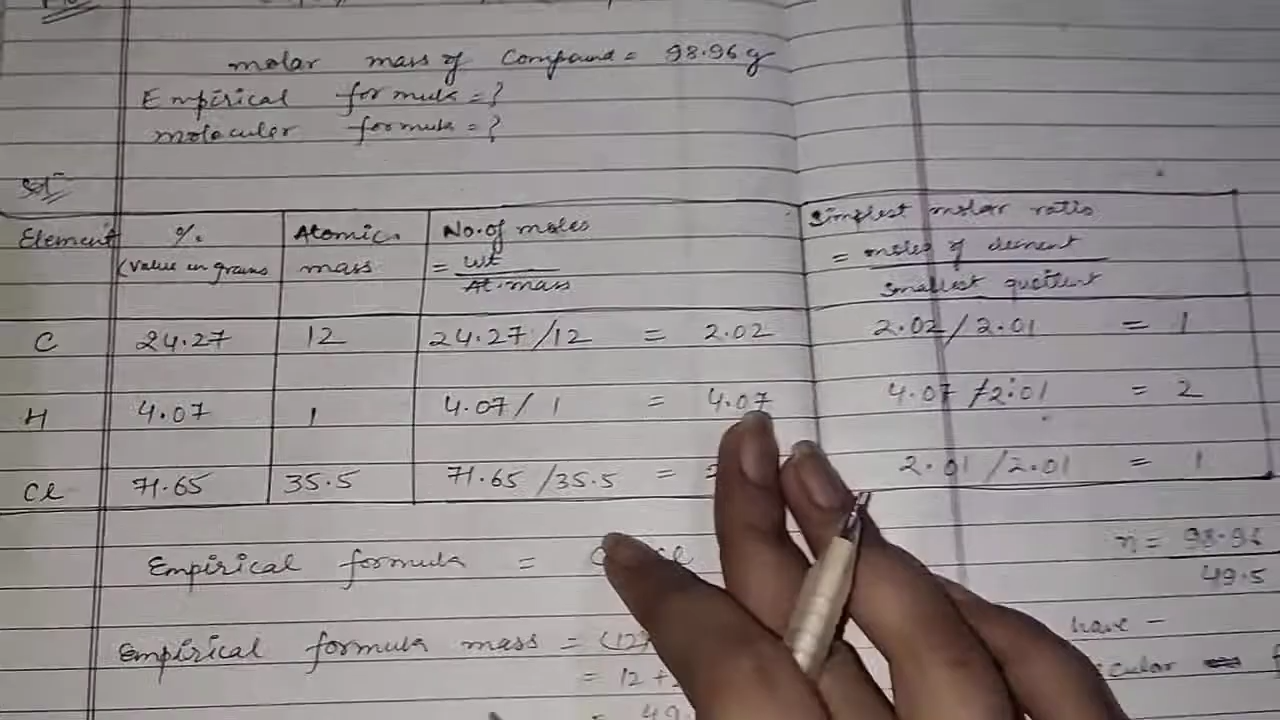 molar mass of Compound = 98.96 g
Empirical formula = ?
molecular formula = ?
Sol
Element % (value in grams Atomic mass No. of moles = wt / At. mass Simplest molar ratio = moles of element / Smallest quotient
C 24.27 12 24.27/12 = 2.02 2.02/2.01 = 1
H 4.07 1 4.07/1 = 4.07 4.07/2.01 = 2
Cl 71.65 35.5 71.65/35.5 = 2.01/2.01 = 1
Empirical formula =
n = 98.96 / 49.5
Empirical formula mass = (12)
have -
= 12 +
= 49.